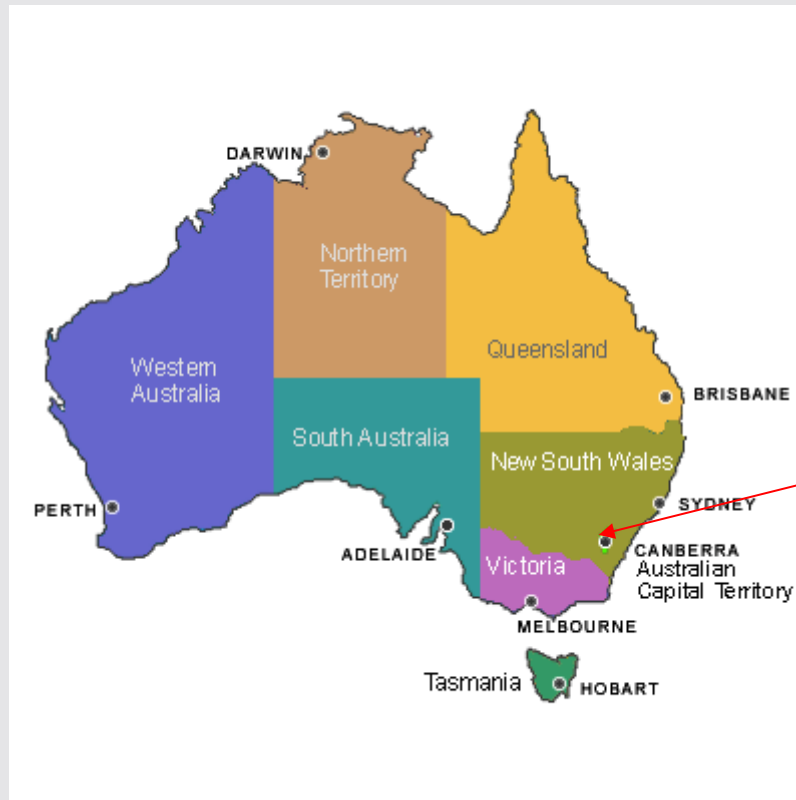 DARWIN
Northern
Territory
Queensland
Western
Australia
BRISBANE
South Australia
New South Wales
PERTH
SYDNEY
ADELAIDE
CANBERRA
Australian
Capital Territory
Victoria
MELBOURNE
Tasmania
HOBART